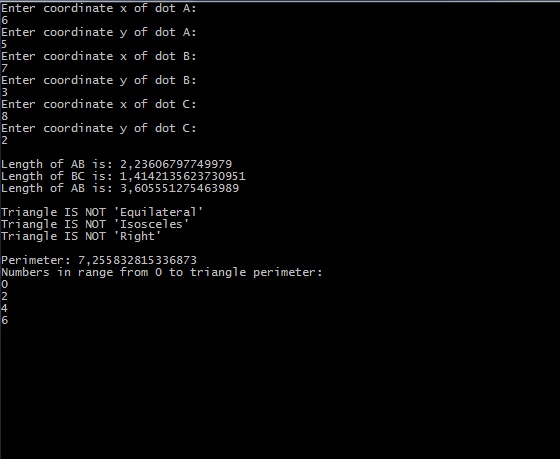 Enter coordinate x of dot A:
6
Enter coordinate y of dot A:
5
Enter coordinate x of dot B:
7
Enter coordinate y of dot B:
3
Enter coordinate x of dot C:
8
Enter coordinate y of dot C:
2
Length of AB is: 2,23606797749979
Length of BC is: 1,4142135623730951
Length of AB is: 3,605551275463989
Triangle IS NOT 'Equilateral'
Triangle IS NOT 'Isosceles'
Triangle IS NOT 'Right'
Perimeter: 7,255832815336873
Numbers in range from 0 to triangle perimeter:
0
2
4
6